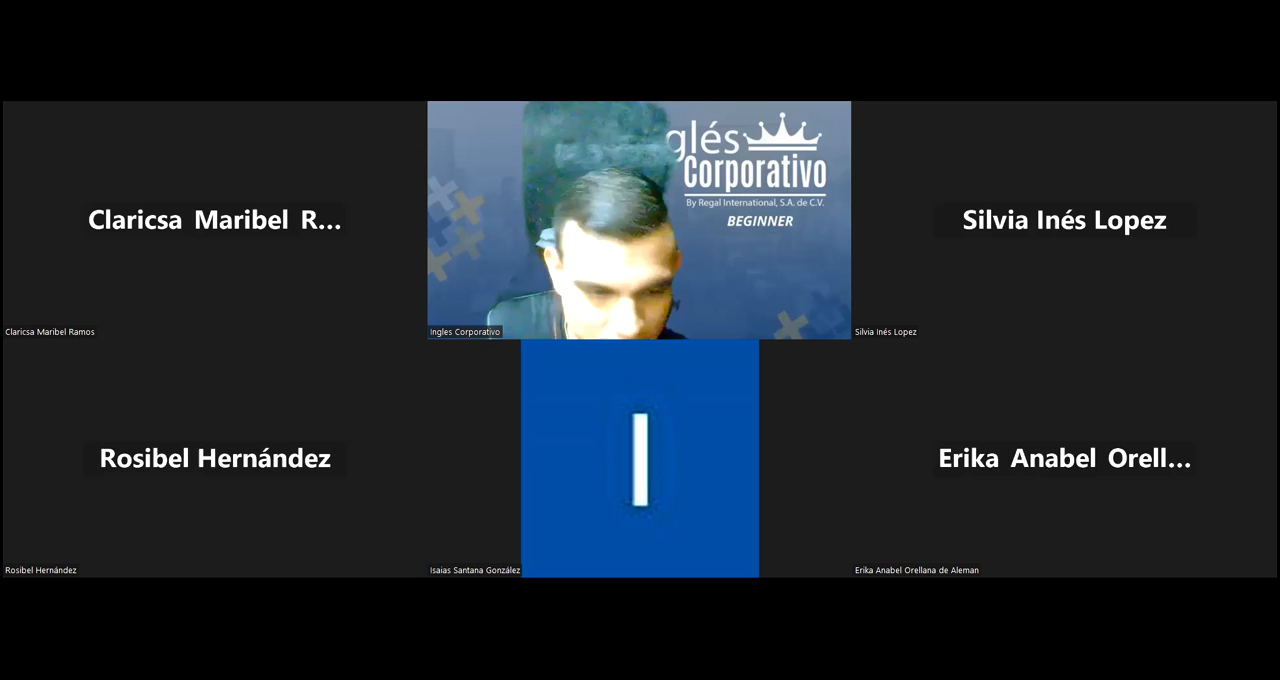 Claricsa Maribel R...
Claricsa Maribel Ramos
glés
Corporativo
By Regal International, S.A. de C.V.
BEGINNER
Ingles Corporativo
Silvia Inés Lopez
Silvia Inés Lopez
Rosibel Hernández
Rosibel Hernández
I
Isaias Santana González
Erika Anabel Orell...
Erika Anabel Orellana de Aleman